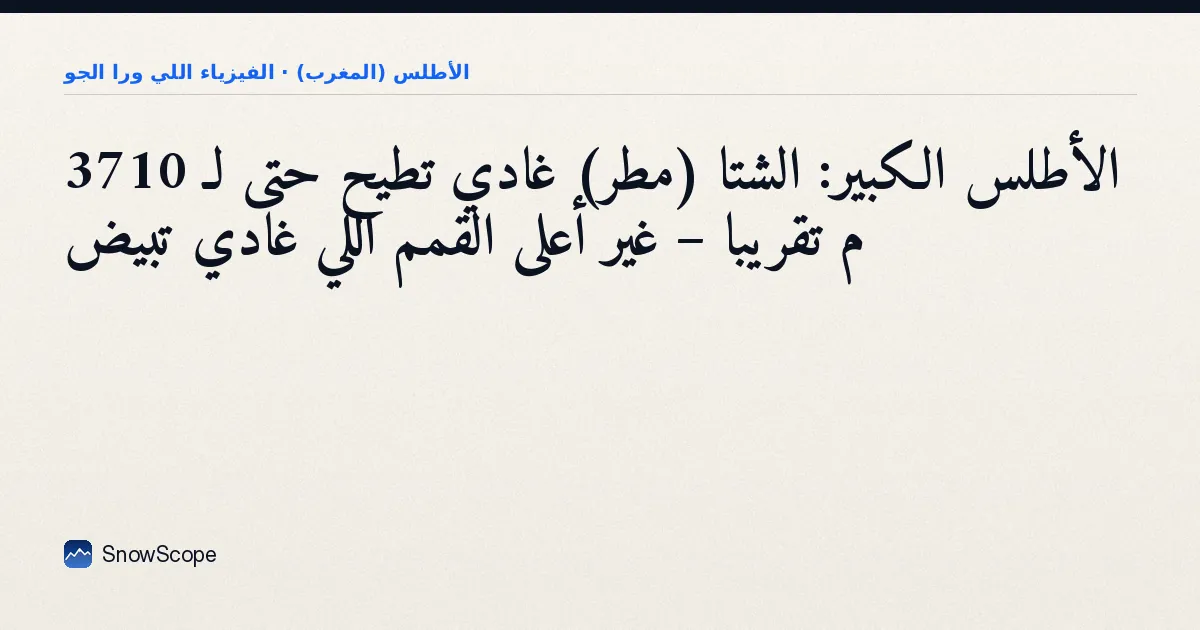 الأطلس (المغرب) · الفيزياء اللي ورا الجو
الأطلس الكبير: الشتا (مطر) غادي تطيح حتى لـ 3710
م تقريبا – غير أعلى القمم اللي غادي تبيض
SnowScope